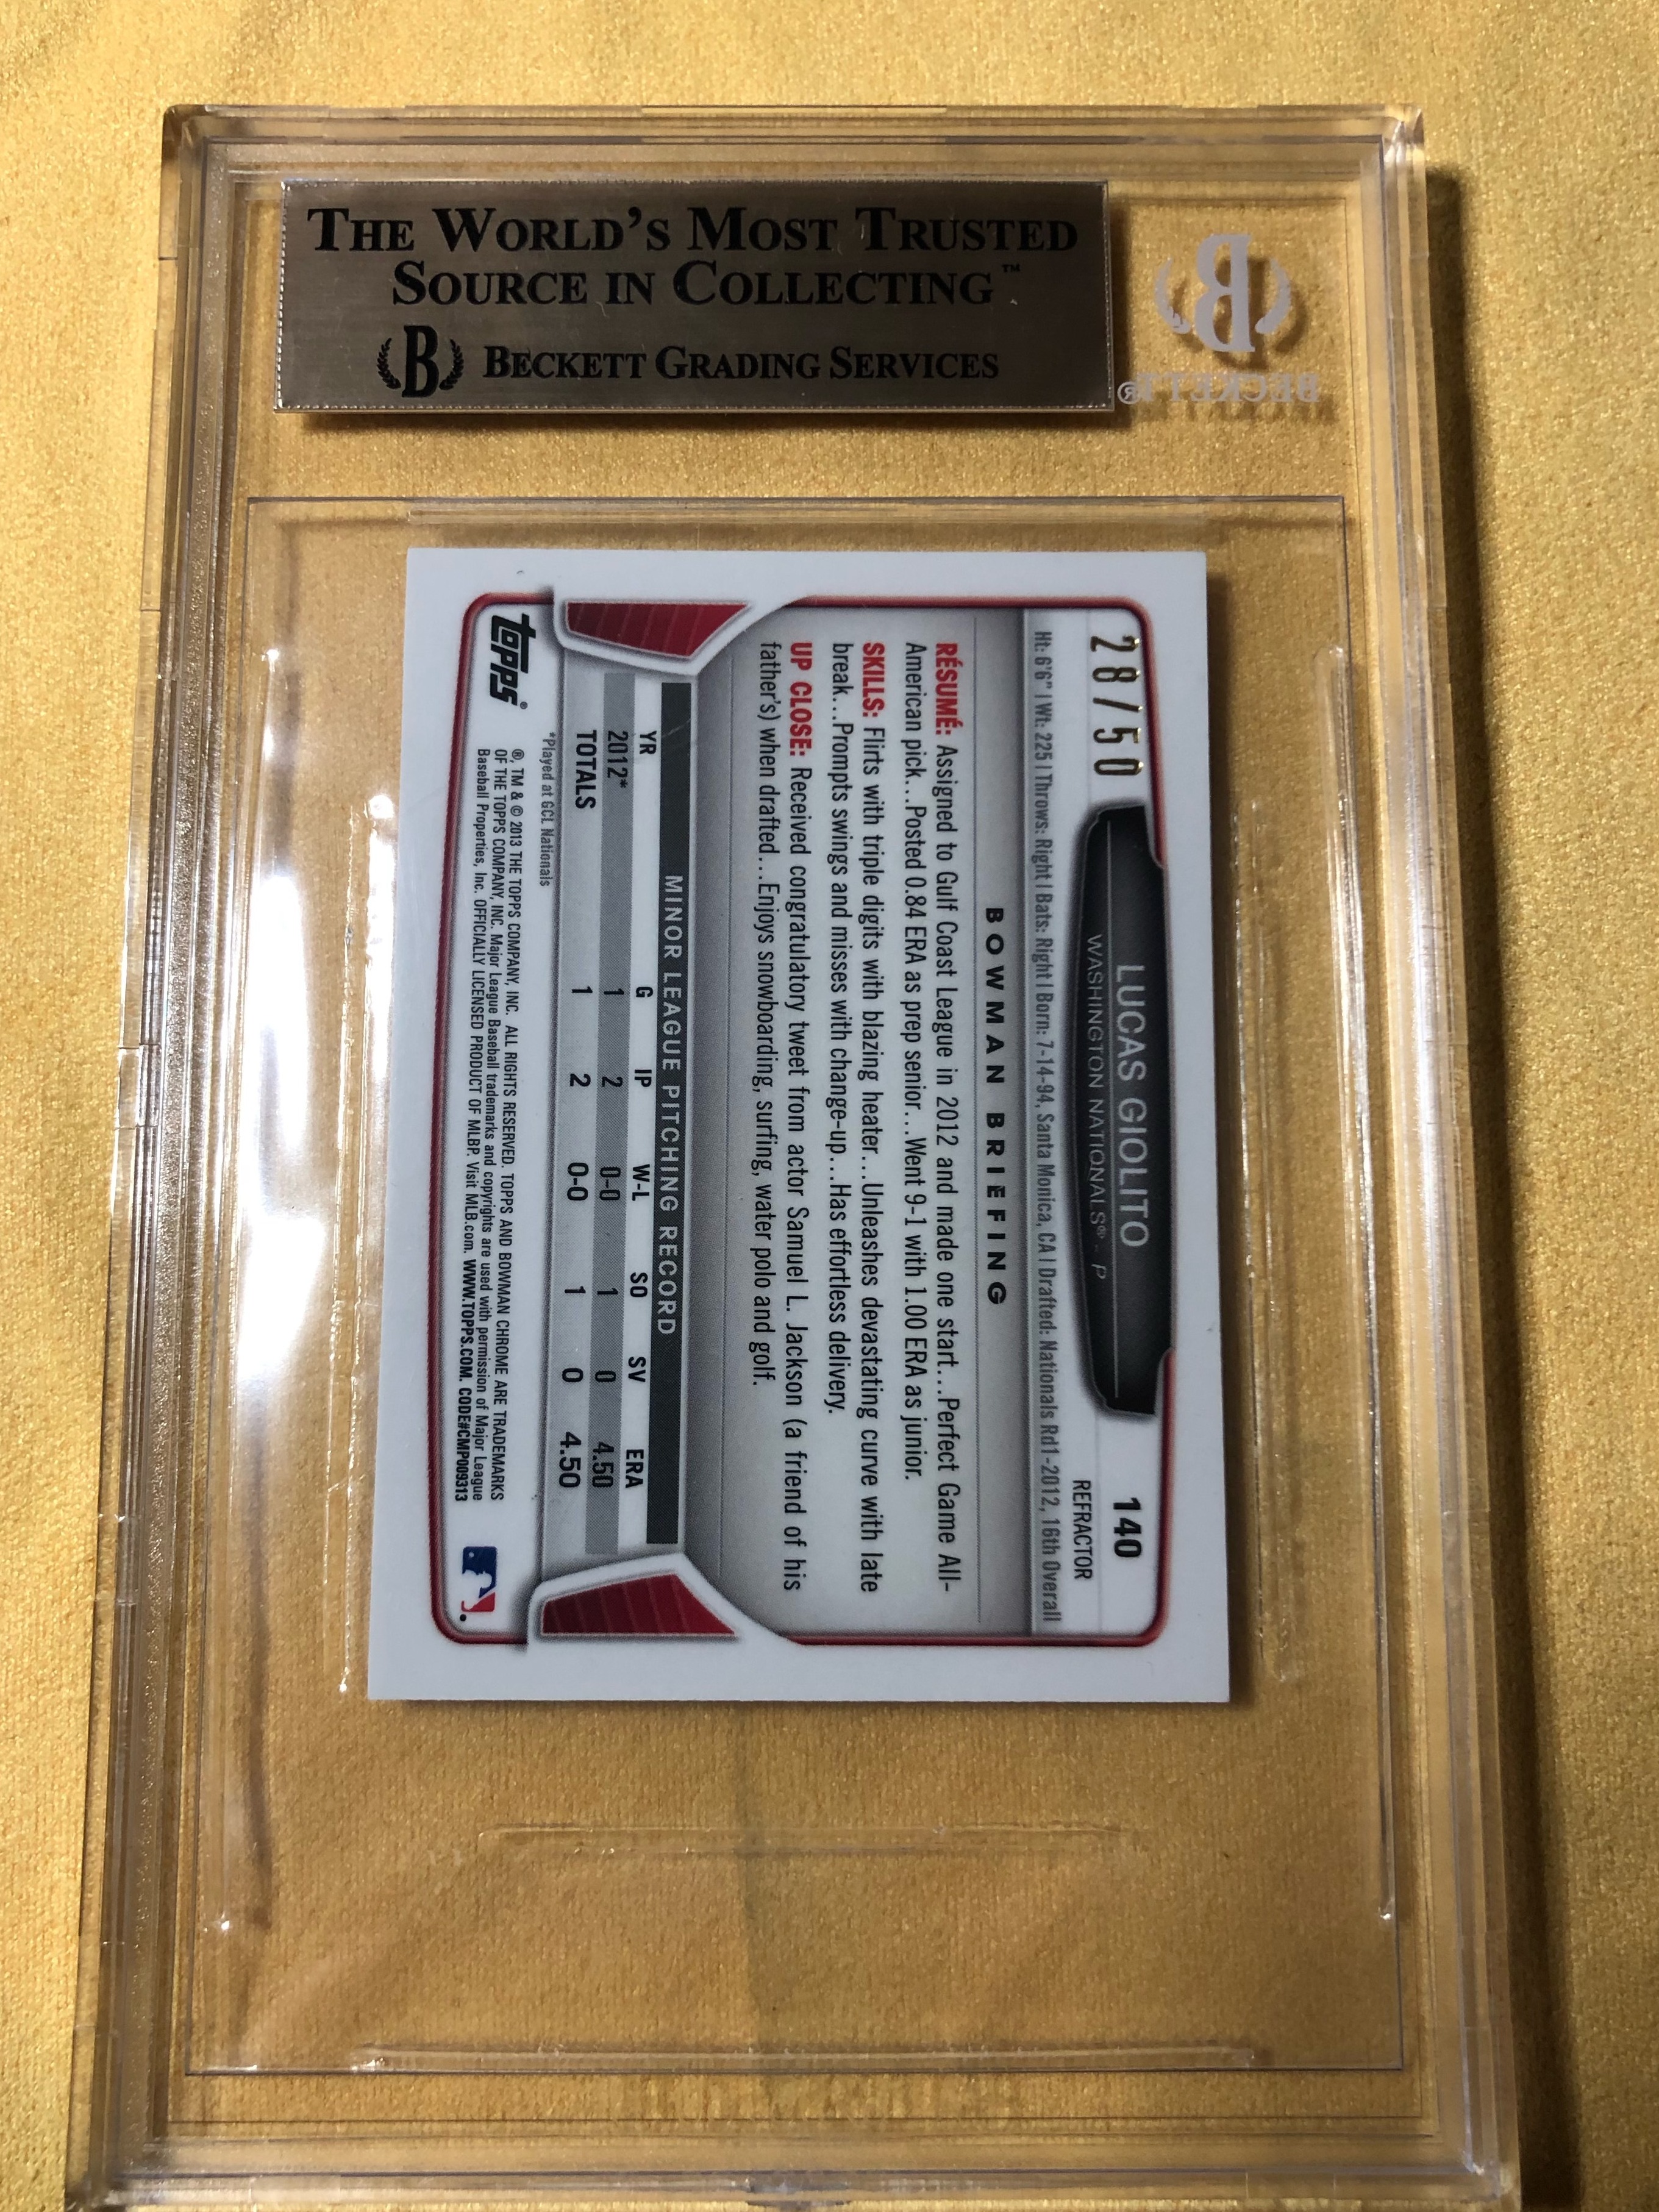 THE WORLD'S MOST TRUSTED
SOURCE IN COLLECTING™
B BECKETT GRADING SERVICES
B
BECKETT®
28/50
LUCAS GIOLITO
WASHINGTON NATIONALS® - P
140
REFRACTOR
Ht: 6'6" | Wt: 225 | Throws: Right | Bats: Right | Born: 7-14-94, Santa Monica, CA | Drafted: Nationals Rd1-2012, 16th Overall
BOWMAN BRIEFING
RÉSUMÉ: Assigned to Gulf Coast League in 2012 and made one start...Perfect Game All-
American pick...Posted 0.84 ERA as prep senior...Went 9-1 with 1.00 ERA as junior.
SKILLS: Flirts with triple digits with blazing heater...Unleashes devastating curve with late
break...Prompts swings and misses with change-up...Has effortless delivery.
UP CLOSE: Received congratulatory tweet from actor Samuel L. Jackson (a friend of his
father's) when drafted...Enjoys snowboarding, surfing, water polo and golf.
MINOR LEAGUE PITCHING RECORD
YR G IP W-L SO SV ERA
2012* 1 2 0-0 1 0 4.50
TOTALS 1 2 0-0 1 0 4.50
*Played at GCL Nationals
topps®
®, TM & © 2013 THE TOPPS COMPANY, INC. ALL RIGHTS RESERVED. TOPPS AND BOWMAN CHROME ARE TRADEMARKS
OF THE TOPPS COMPANY, INC. Major League Baseball trademarks and copyrights are used with permission of Major League
Baseball Properties, Inc. OFFICIALLY LICENSED PRODUCT OF MLBP. Visit MLB.com. WWW.TOPPS.COM. CODE#CMP009313